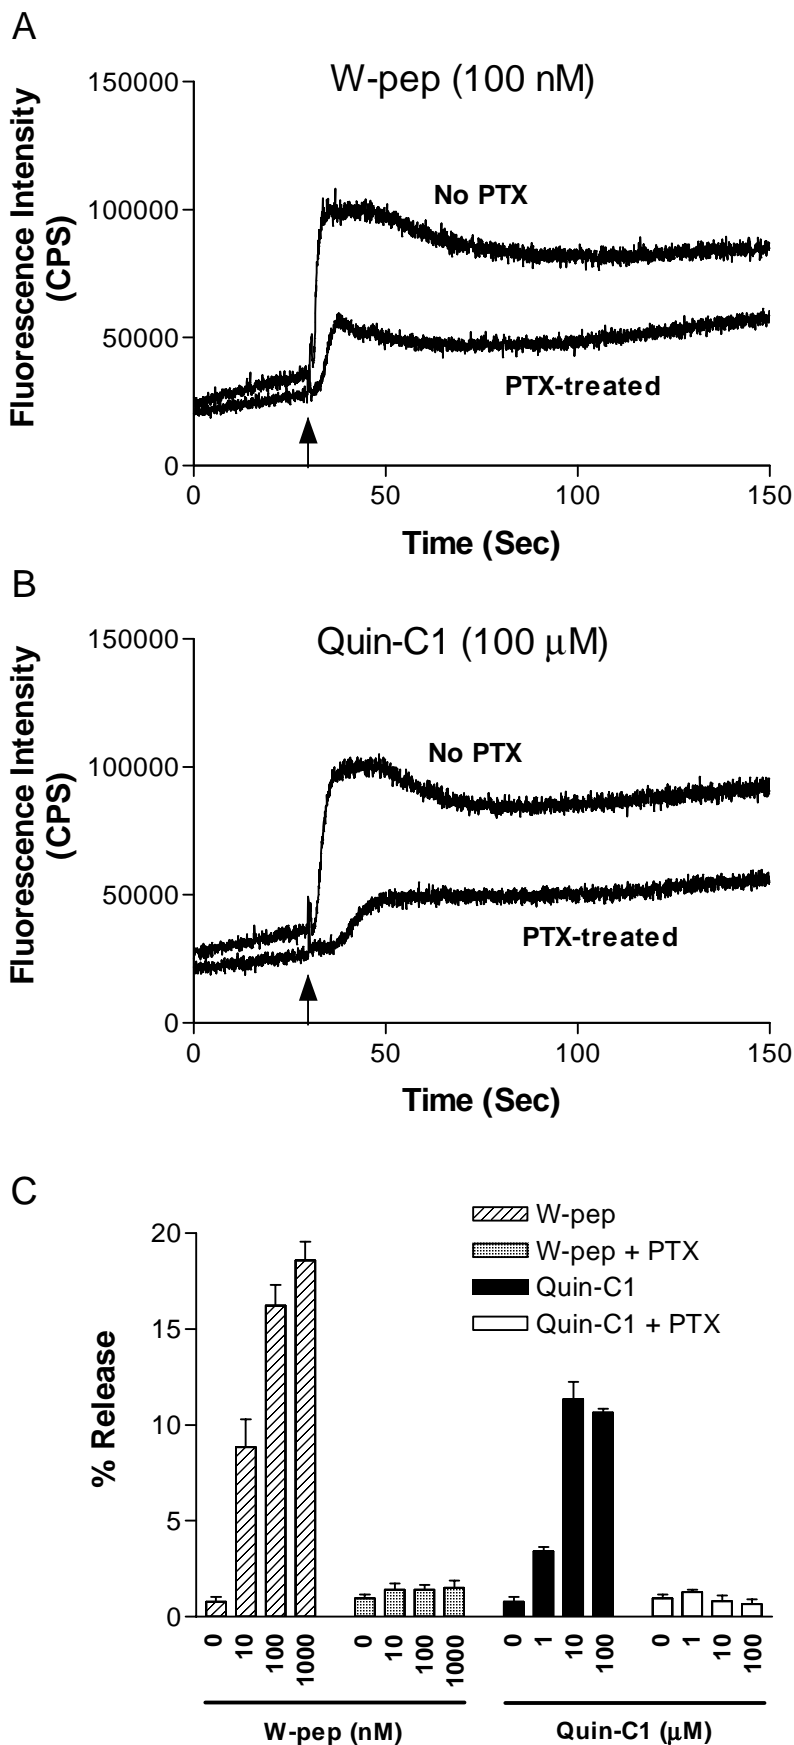 A
W-pep (100 nM)
Fluorescence Intensity
(CPS)
150000
100000
50000
0
No PTX
PTX-treated
0 50 100 150
Time (Sec)
B
Quin-C1 (100 μM)
Fluorescence Intensity
(CPS)
150000
100000
50000
0
No PTX
PTX-treated
0 50 100 150
Time (Sec)
C
% Release
20
15
10
5
0
W-pep
W-pep + PTX
Quin-C1
Quin-C1 + PTX
0 10 100 1000 0 10 100 1000 0 1 10 100 0 1 10 100
W-pep (nM) Quin-C1 (μM)